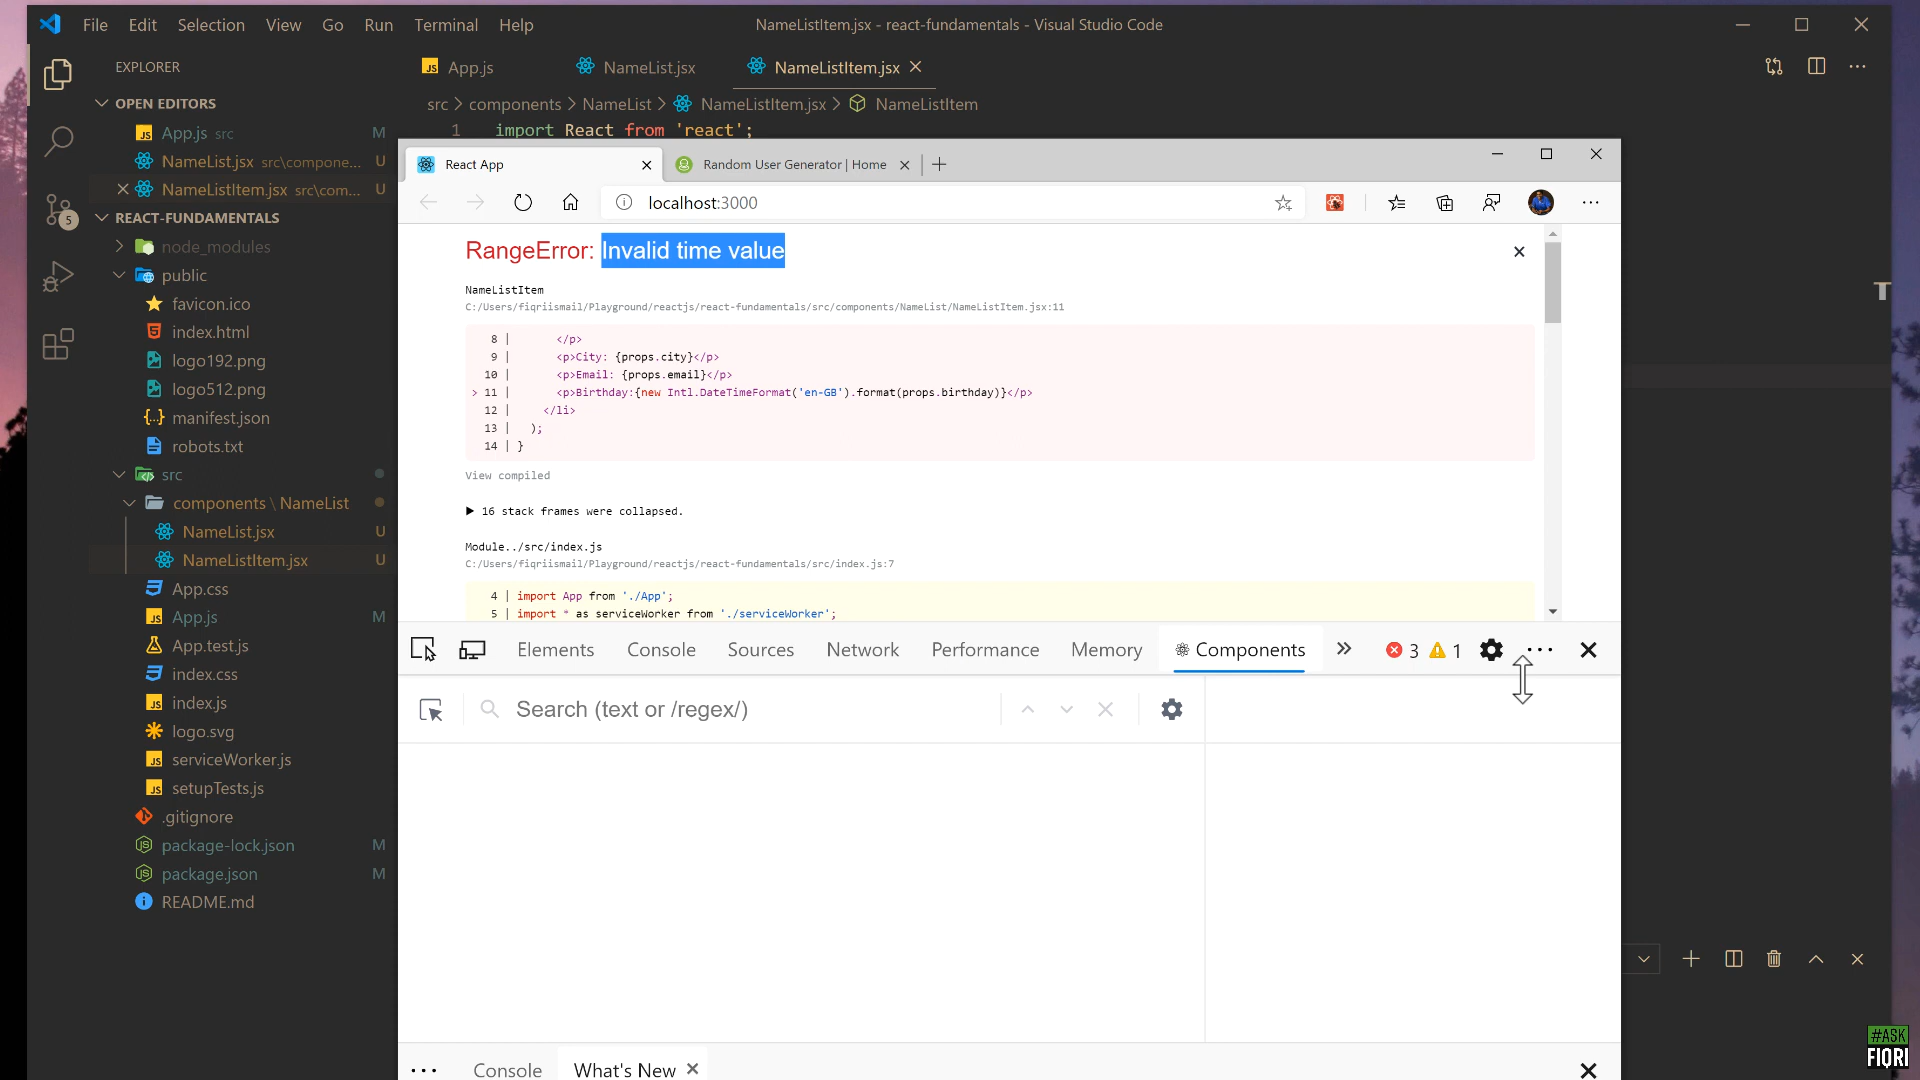 File Edit Selection View Go Run Terminal Help
NameListItem.jsx - react-fundamentals - Visual Studio Code
EXPLORER
OPEN EDITORS
App.js src M
NameList.jsx src\compone... U
NameListItem.jsx src\com... U
REACT-FUNDAMENTALS
node_modules
public
favicon.ico
index.html
logo192.png
logo512.png
manifest.json
robots.txt
src
components \ NameList
NameList.jsx U
NameListItem.jsx U
App.css
App.js M
App.test.js
index.css
index.js
logo.svg
serviceWorker.js
setupTests.js
.gitignore
package-lock.json M
package.json M
README.md
5
App.js NameList.jsx NameListItem.jsx
src > components > NameList > NameListItem.jsx > NameListItem
1 import React from 'react';
React App
Random User Generator | Home
localhost:3000
RangeError: Invalid time value
NameListItem
C:/Users/fiqriismail/Playground/reactjs/react-fundamentals/src/components/NameList/NameListItem.jsx:11
8 | </p>
9 | <p>City: {props.city}</p>
10 | <p>Email: {props.email}</p>
> 11 | <p>Birthday:{new Intl.DateTimeFormat('en-GB').format(props.birthday)}</p>
12 | </li>
13 | );
14 | }
View compiled
▶ 16 stack frames were collapsed.
Module../src/index.js
C:/Users/fiqriismail/Playground/reactjs/react-fundamentals/src/index.js:7
4 | import App from './App';
5 | import * as serviceWorker from './serviceWorker';
Elements Console Sources Network Performance Memory Components 3 1
Search (text or /regex/)
Console What's New
T
#ASK
FIQRI